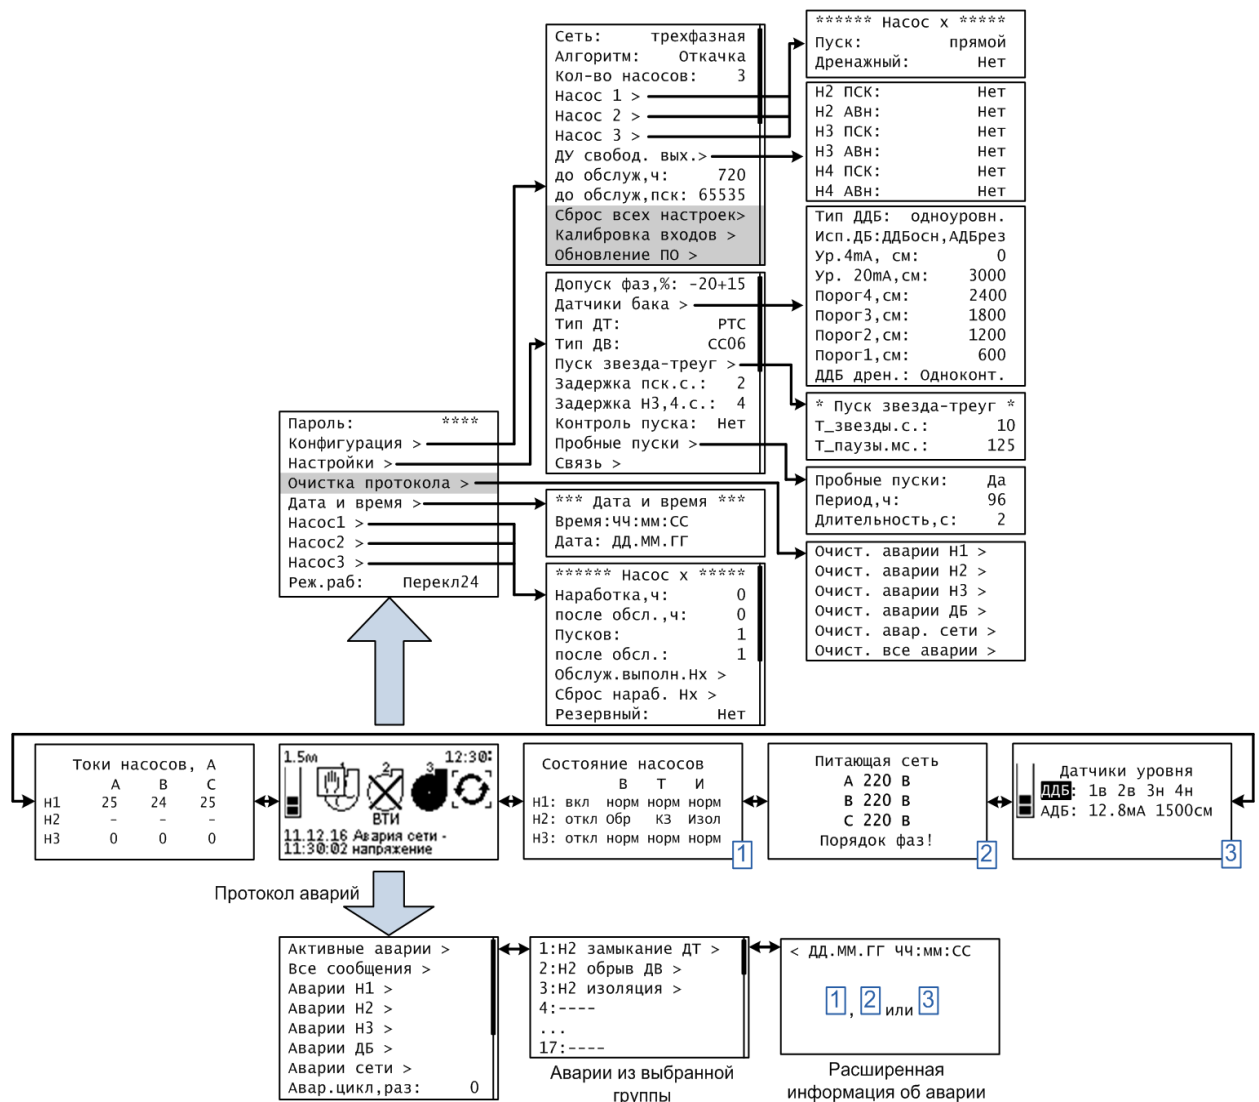 Сеть: трехфазная
Алгоритм: Откачка
Кол-во насосов: 3
Насос 1 >
Насос 2 >
Насос 3 >
ДУ свобод. вых.>
до обслуж,ч: 720
до обслуж,пск: 65535
Сброс всех настроек>
Калибровка входов >
Обновление ПО >
****** Насос х *****
Пуск: прямой
Дренажный: Нет
Н2 ПСК: Нет
Н2 АВн: Нет
Н3 ПСК: Нет
Н3 АВн: Нет
Н4 ПСК: Нет
Н4 АВн: Нет
Тип ДДБ: одноуровн.
Исп.ДБ:ДДБосн,АДБрез
Ур.4mA, см: 0
Ур. 20mA,см: 3000
Порог4,см: 2400
Порог3,см: 1800
Порог2,см: 1200
Порог1,см: 600
ДДБ дрен.: Одноконт.
Допуск фаз,%: -20+15
Датчики бака >
Тип ДТ: PTC
Тип ДВ: СС06
Пуск звезда-треуг >
Задержка пск.с.: 2
Задержка Н3,4.с.: 4
Контроль пуска: Нет
Пробные пуски >
Связь >
* Пуск звезда-треуг *
Т_звезды.с.: 10
Т_паузы.мс.: 125
Пробные пуски: Да
Период,ч: 96
Длительность,с: 2
Пароль: ****
Конфигурация >
Настройки >
Очистка протокола >
Дата и время >
Насос1 >
Насос2 >
Насос3 >
Реж.раб: Перекл24
*** Дата и время ***
Время:ЧЧ:мм:СС
Дата: ДД.ММ.ГГ
Очист. аварии Н1 >
Очист. аварии Н2 >
Очист. аварии Н3 >
Очист. аварии ДБ >
Очист. авар. сети >
Очист. все аварии >
****** Насос х *****
Наработка,ч: 0
после обсл.,ч: 0
Пусков: 1
после обсл.: 1
Обслуж.выполн.Нх >
Сброс нараб. Нх >
Резервный: Нет
Токи насосов, А
А В С
Н1 25 24 25
Н2 – – –
Н3 0 0 0
1.5м 1 2 3 12:30
ВТИ
11.12.16 Авария сети -
11:30:02 напряжение
Состояние насосов
В Т И
Н1: вкл норм норм норм
Н2: откл Обр КЗ Изол
Н3: откл норм норм норм
1
Питающая сеть
А 220 В
В 220 В
С 220 В
Порядок фаз!
2
Датчики уровня
ДДБ: 1в 2в 3н 4н
АДБ: 12.8мА 1500см
3
Протокол аварий
Активные аварии >
Все сообщения >
Аварии Н1 >
Аварии Н2 >
Аварии Н3 >
Аварии ДБ >
Аварии сети >
Авар.цикл,раз: 0
1:Н2 замыкание ДТ >
2:Н2 обрыв ДВ >
3:Н2 изоляция >
4:----
...
17:----
Аварии из выбранной
группы
< ДД.ММ.ГГ ЧЧ:мм:СС
1, 2 или 3
Расширенная
информация об аварии